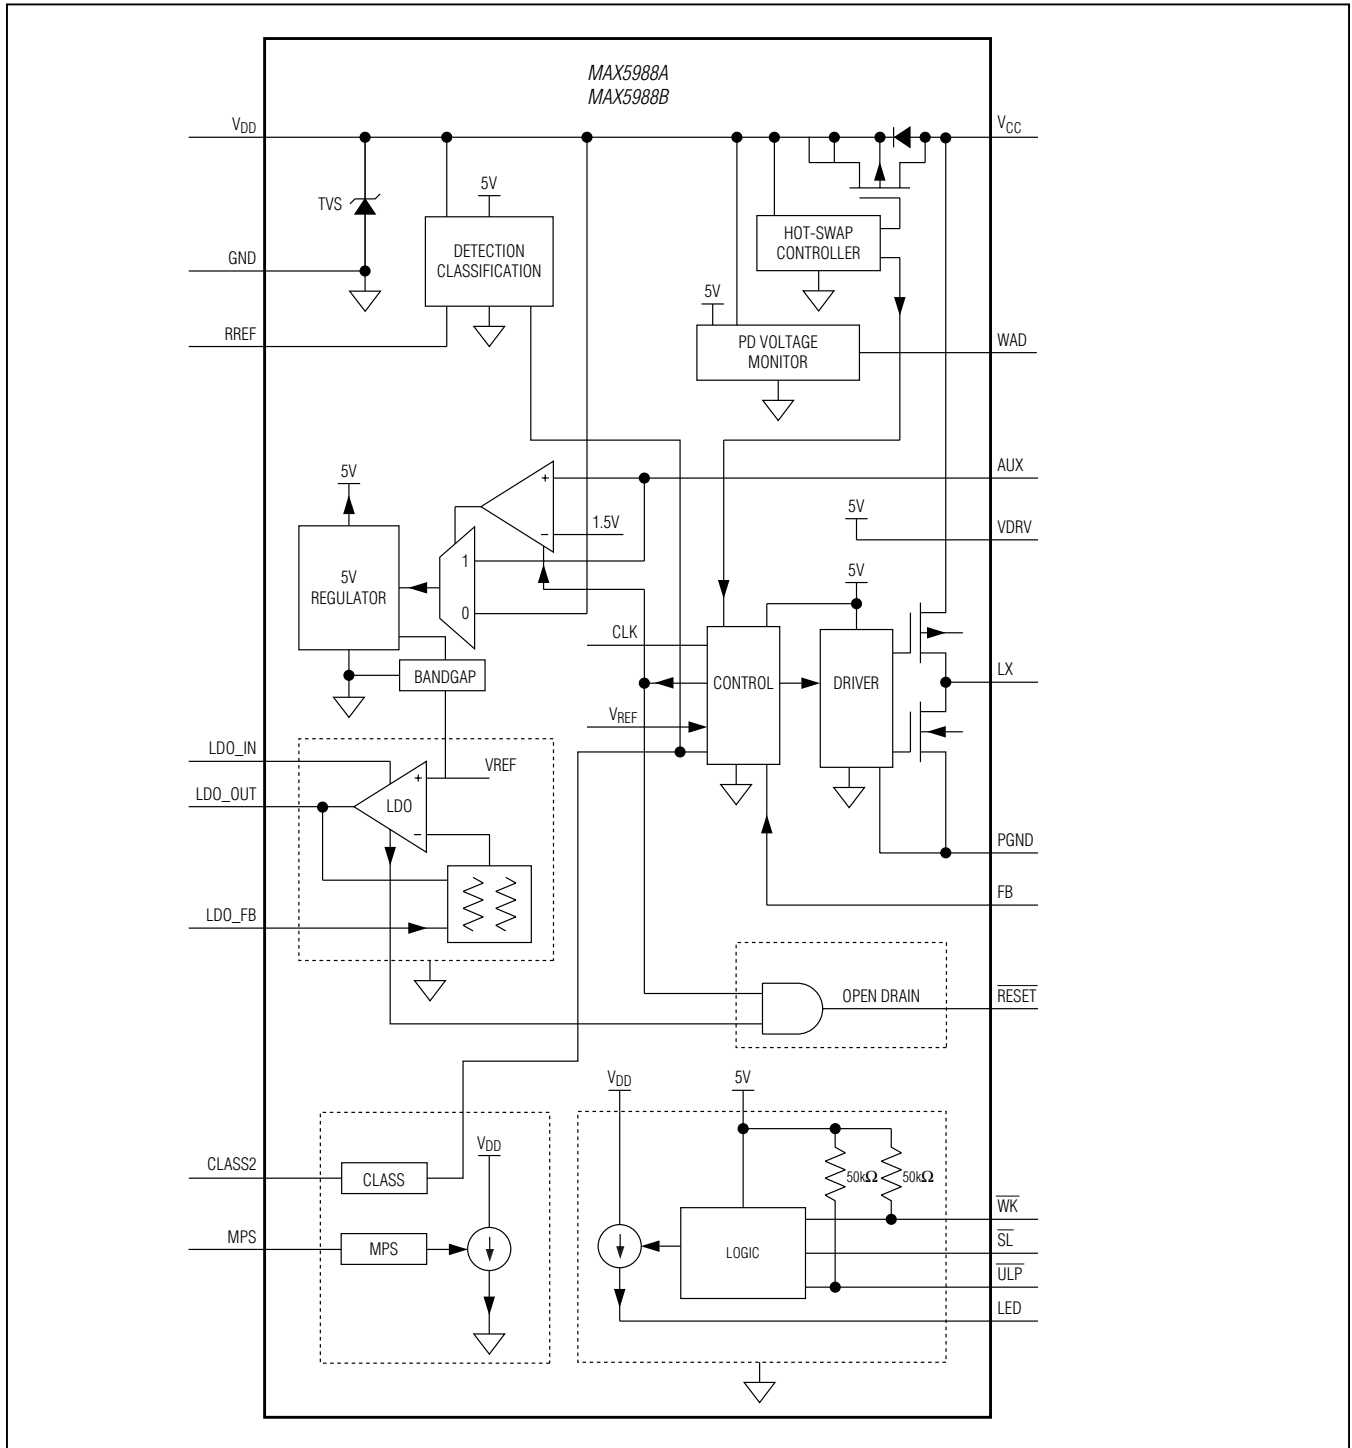 MAX5988A
MAX5988B
VDD
VCC
5V
TVS
DETECTION
CLASSIFICATION
HOT-SWAP
CONTROLLER
GND
5V
RREF
PD VOLTAGE
MONITOR
WAD
5V
+
AUX
5V
–
1.5V
VDRV
1
5V
REGULATOR
5V
0
CLK
BANDGAP
CONTROL
DRIVER
LX
VREF
LDO_IN
+
VREF
LDO_OUT
LDO
–
PGND
FB
LDO_FB
OPEN DRAIN
RESET
VDD
5V
VDD
CLASS2
CLASS
50kΩ
50kΩ
WK
MPS
MPS
LOGIC
SL
ULP
LED